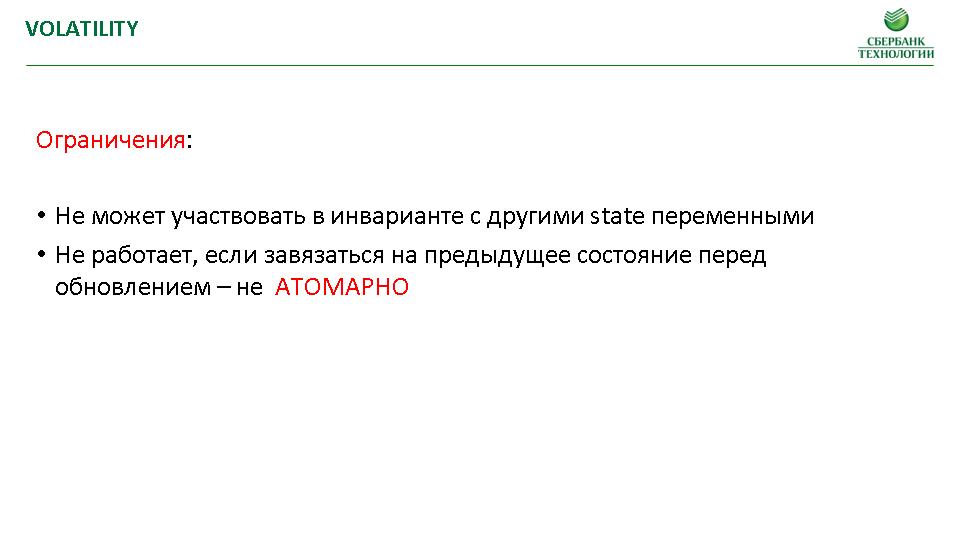 VOLATILITY
СБЕРБАНК
ТЕХНОЛОГИИ
Ограничения:
• Не может участвовать в инварианте с другими state переменными
• Не работает, если завязаться на предыдущее состояние перед
обновлением – не АТОМАРНО